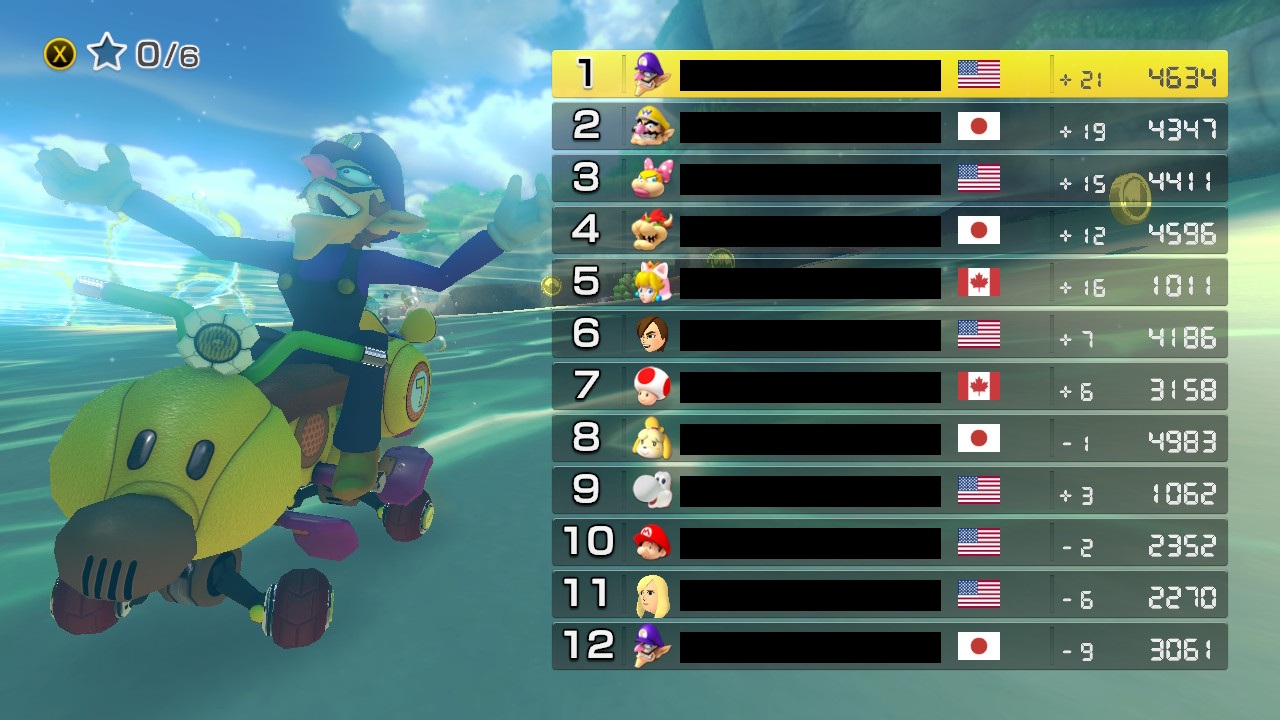 X 0/6
1 + 21 4634
2 + 19 4347
3 + 15 4411
4 + 12 4596
5 + 16 1011
6 + 7 4186
7 + 6 3158
8 - 1 4983
9 + 3 1062
10 - 2 2352
11 - 6 2270
12 - 9 3061
7